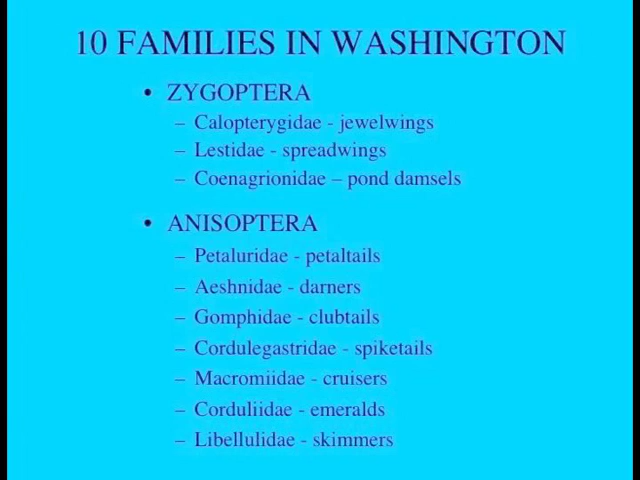 10 FAMILIES IN WASHINGTON
• ZYGOPTERA
– Calopterygidae - jewelwings
– Lestidae - spreadwings
– Coenagrionidae – pond damsels
• ANISOPTERA
– Petaluridae - petaltails
– Aeshnidae - darners
– Gomphidae - clubtails
– Cordulegastridae - spiketails
– Macromiidae - cruisers
– Corduliidae - emeralds
– Libellulidae - skimmers